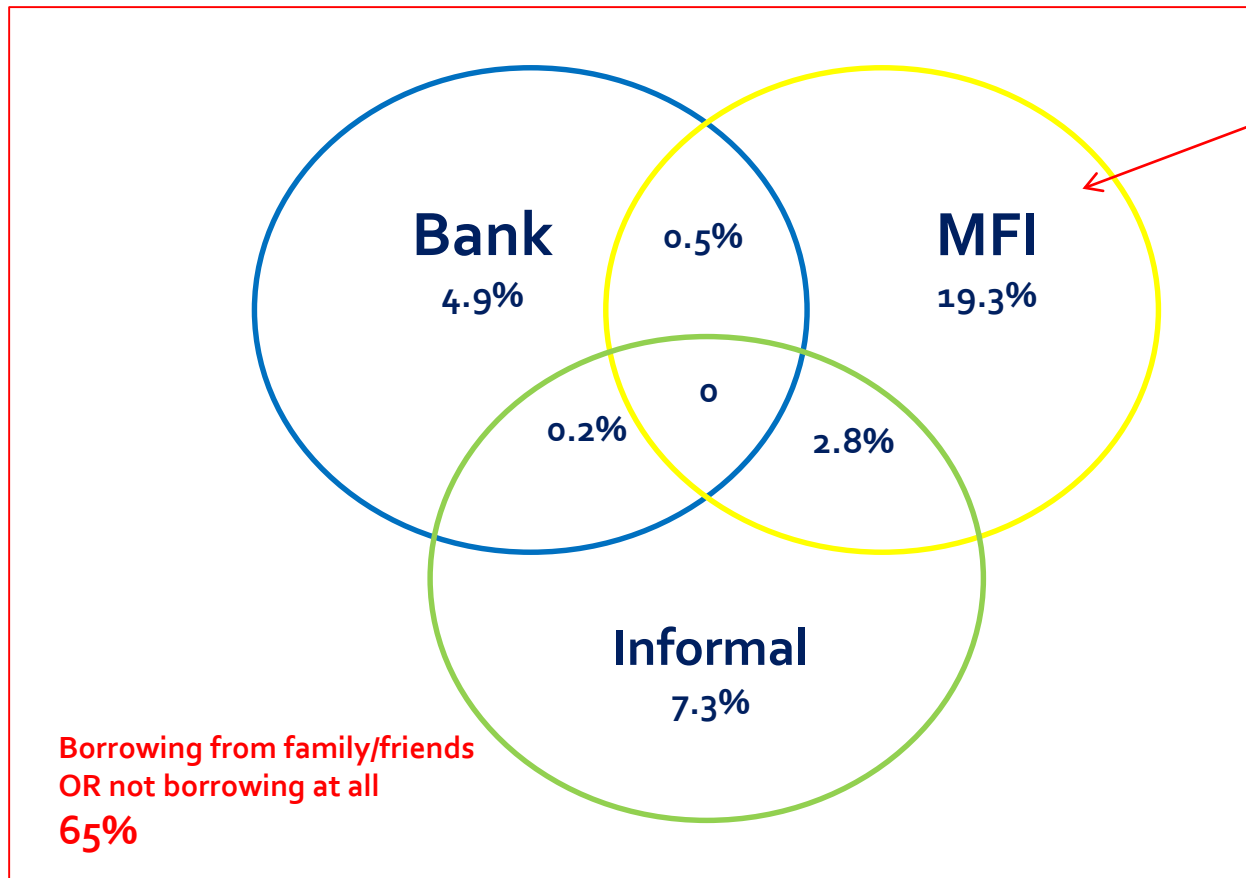 Bank
4.9%
0.5%
MFI
19.3%
0
0.2%
2.8%
Informal
7.3%
Borrowing from family/friends
OR not borrowing at all
65%